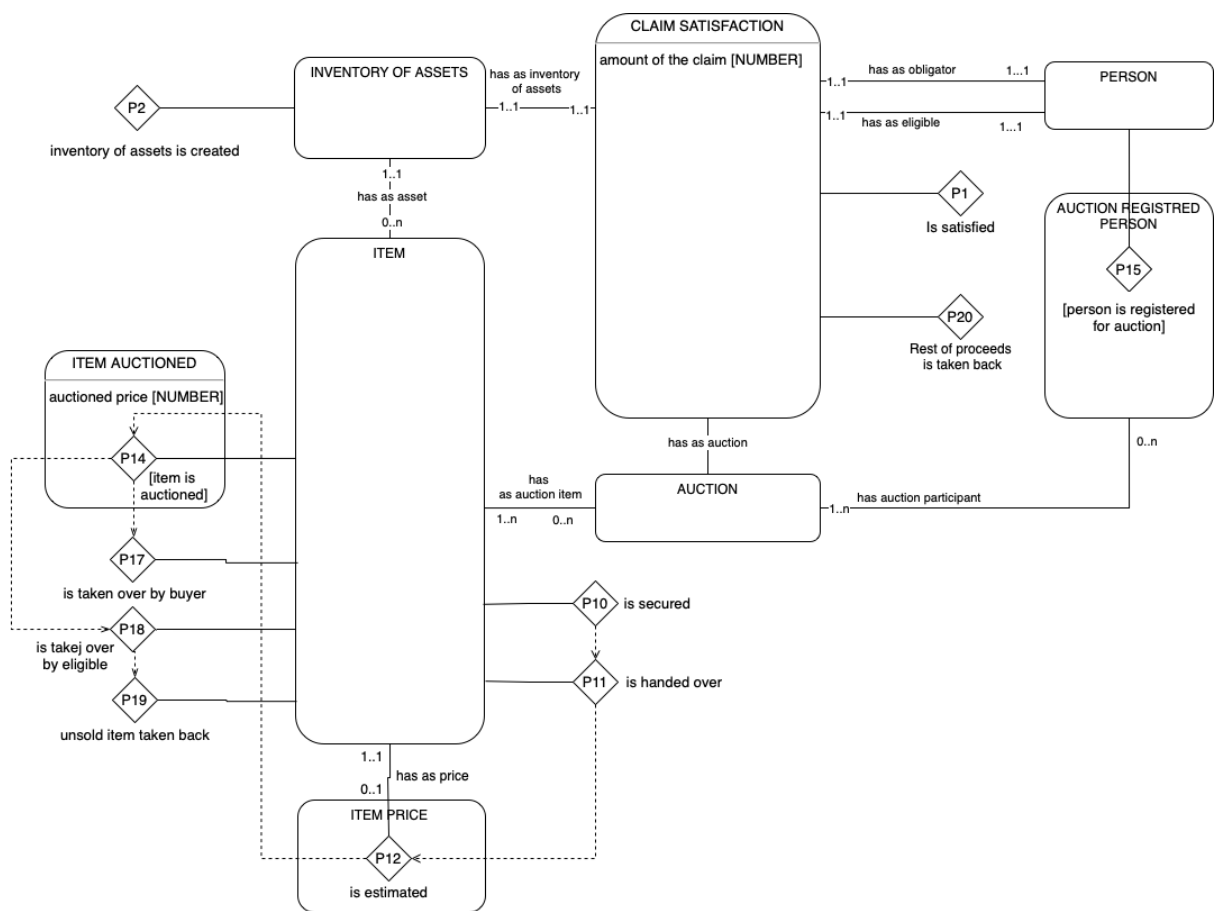 CLAIM SATISFACTION
amount of the claim [NUMBER]
INVENTORY OF ASSETS
has as inventory
of assets
1..1
1..1
has as obligator
1..1
1...1
has as eligible
1..1
1...1
PERSON
P2
inventory of assets is created
1..1
has as asset
0..n
P1
Is satisfied
AUCTION REGISTRED
PERSON
P15
[person is registered
for auction]
ITEM
P20
Rest of proceeds
is taken back
ITEM AUCTIONED
auctioned price [NUMBER]
P14
[item is
auctioned]
has as auction
0..n
has
as auction item
1..n
0..n
AUCTION
has auction participant
1..n
P17
is taken over by buyer
P10
is secured
P18
is takej over
by eligible
P11
is handed over
P19
unsold item taken back
1..1
has as price
0..1
ITEM PRICE
P12
is estimated